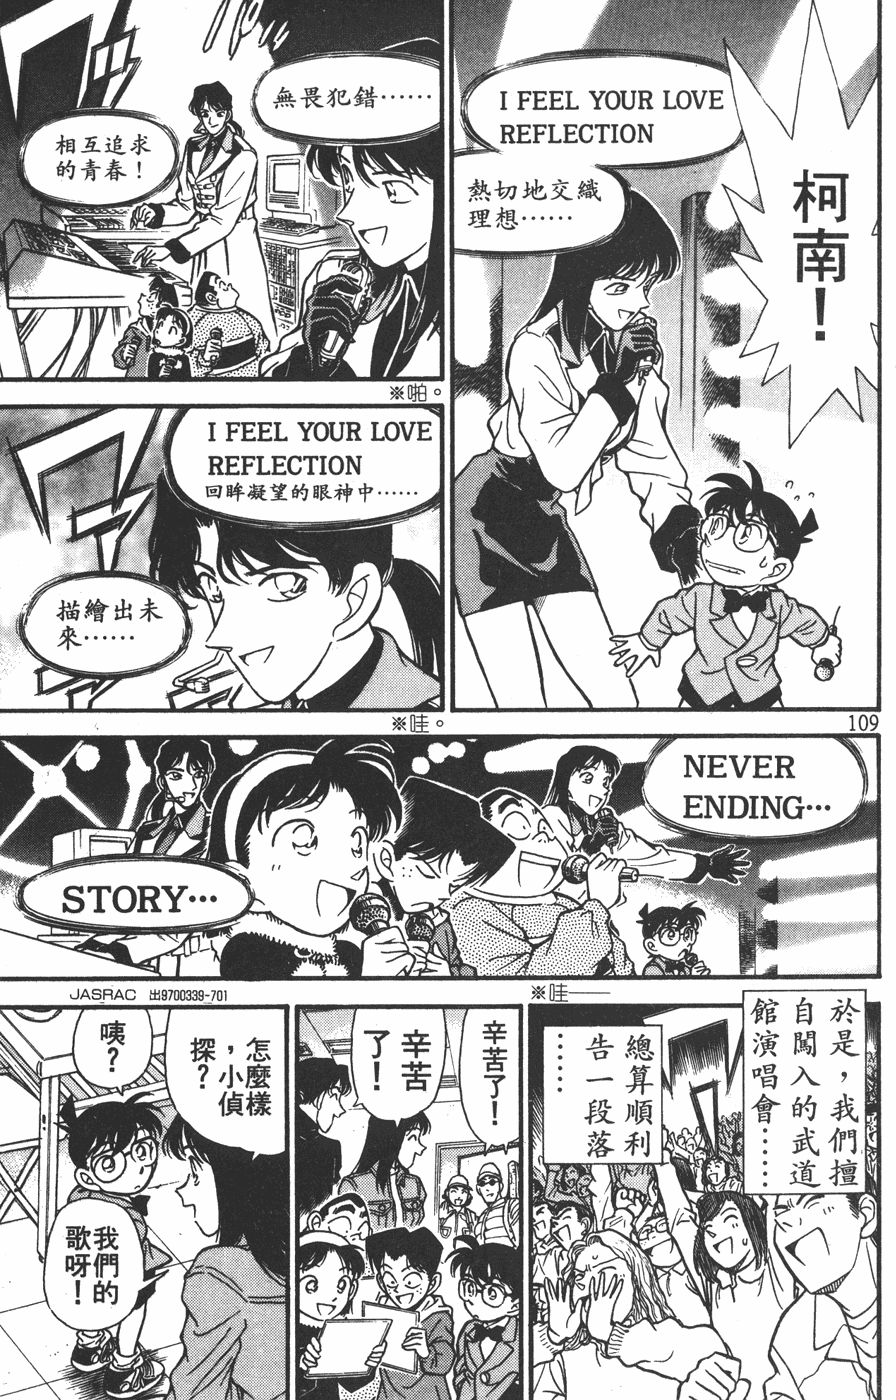 柯南！
I FEEL YOUR LOVE
REFLECTION
熱切地交織
理想……
無畏犯錯……
相互追求
的青春！
※啪。
I FEEL YOUR LOVE
REFLECTION
回眸凝望的眼神中……
描繪出未
來……
※哇。
109
NEVER
ENDING…
STORY…
※哇——
JASRAC 出9700339-701
於是，我們擅
自闖入的武道
館演唱會……
總算順利
告一段落
……
辛苦了！
辛苦
了！
怎麼樣
，小偵
探？
咦？
我們的
歌呀！